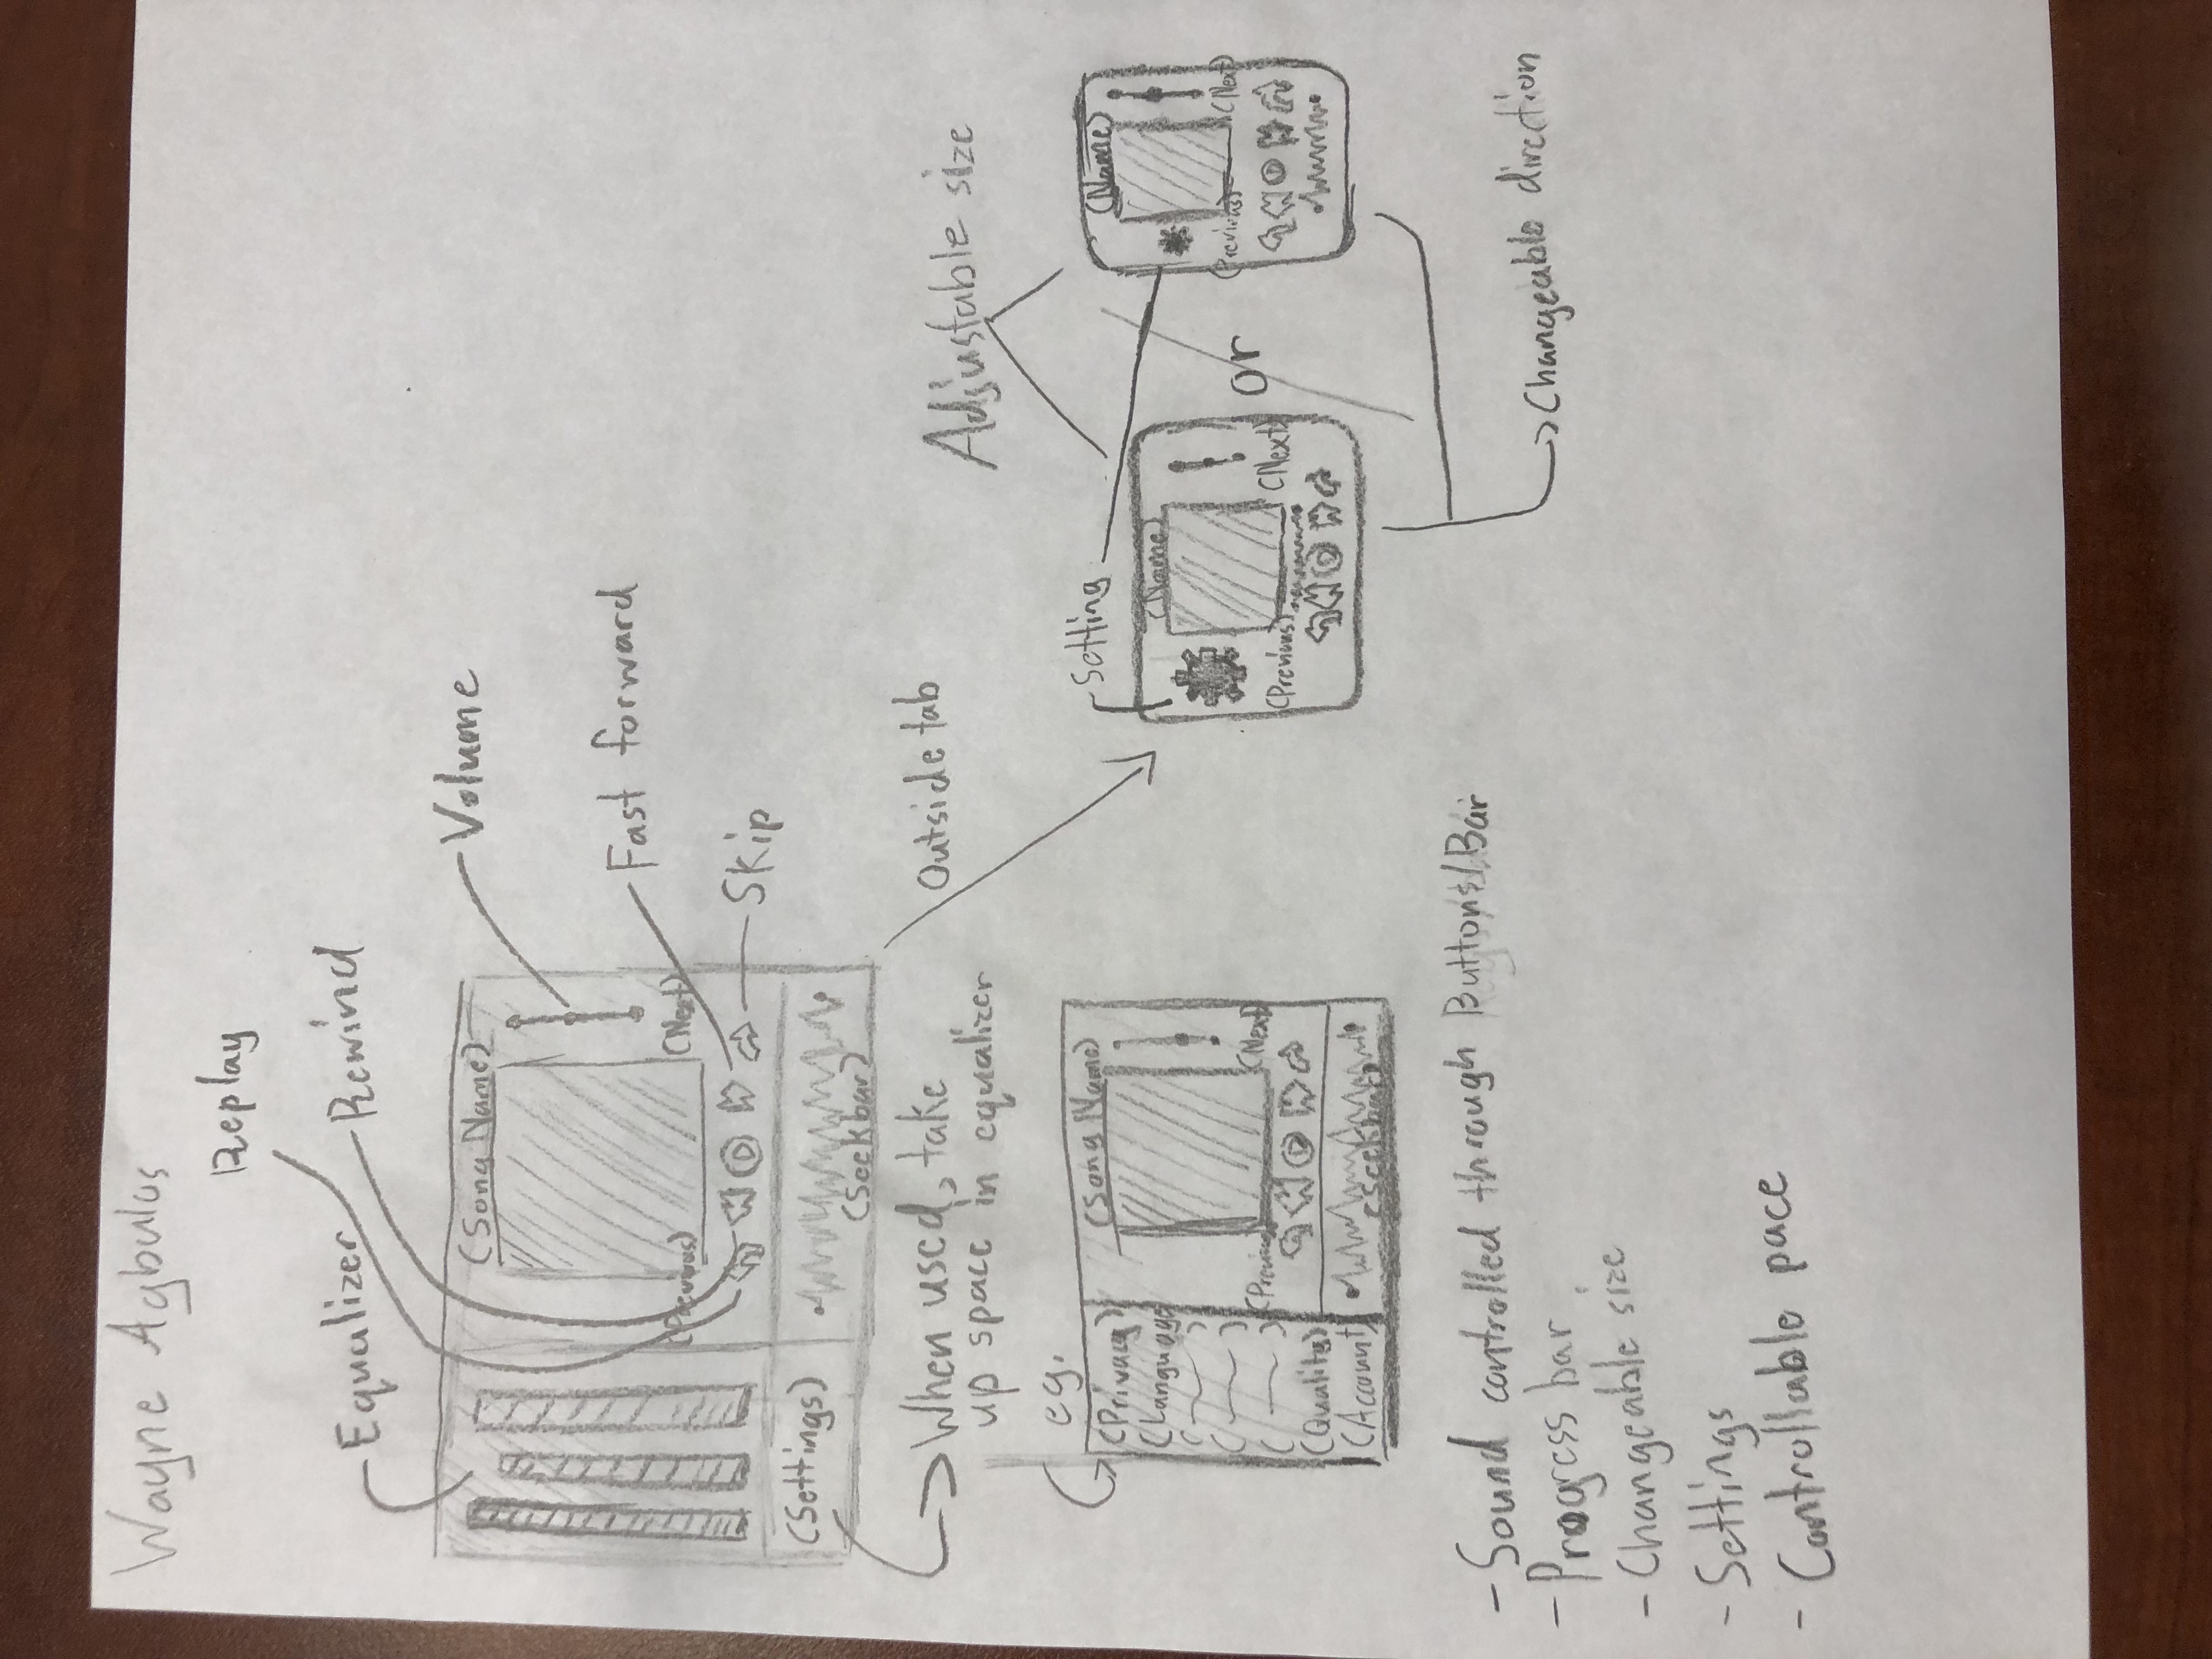 Wayne Agbulos
Replay
Equalizer
Rewind
(Song Name)
Volume
Fast forward
(Previous)
(Next)
Skip
(Settings)
(Seekbar)
When used, take
up space in equalizer
Outside tab
Adjustable size
eg.
(Privacy)
(Language
(Quality)
(Account)
(Song Name)
(Previous)
(Next)
(Seekbar)
Setting
(Name)
(Previous)
(Next)
or
(Name)
(Previous)
(Next)
Changeable direction
- Sound controlled through Buttons/Bar
- Progress bar
- Changeable size
- Settings
- Controllable pace